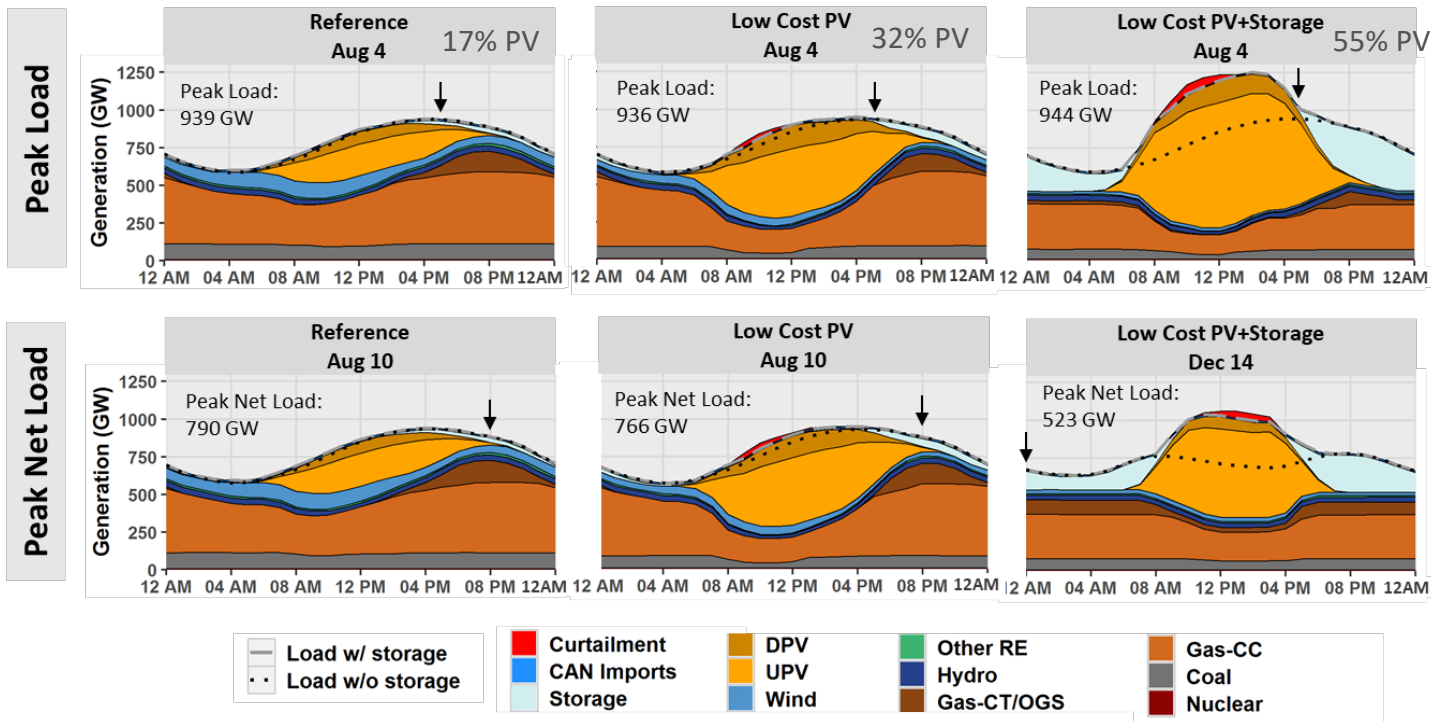 Peak Load
Reference
Aug 4
17% PV
Low Cost PV
Aug 4
32% PV
Low Cost PV+Storage
Aug 4
55% PV
Generation (GW)
1250
1000
750
500
250
0
Peak Load:
939 GW
Peak Load:
936 GW
Peak Load:
944 GW
12 AM 04 AM 08 AM 12 PM 04 PM 08 PM 12AM
12 AM 04 AM 08 AM 12 PM 04 PM 08 PM 12AM
12 AM 04 AM 08 AM 12 PM 04 PM 08 PM 12AM
Peak Net Load
Reference
Aug 10
Low Cost PV
Aug 10
Low Cost PV+Storage
Dec 14
Generation (GW)
1250
1000
750
500
250
0
Peak Net Load:
790 GW
Peak Net Load:
766 GW
Peak Net Load:
523 GW
12 AM 04 AM 08 AM 12 PM 04 PM 08 PM 12AM
12 AM 04 AM 08 AM 12 PM 04 PM 08 PM 12AM
12 AM 04 AM 08 AM 12 PM 04 PM 08 PM 12AM
Load w/ storage
Load w/o storage
Curtailment
CAN Imports
Storage
DPV
UPV
Wind
Other RE
Hydro
Gas-CT/OGS
Gas-CC
Coal
Nuclear